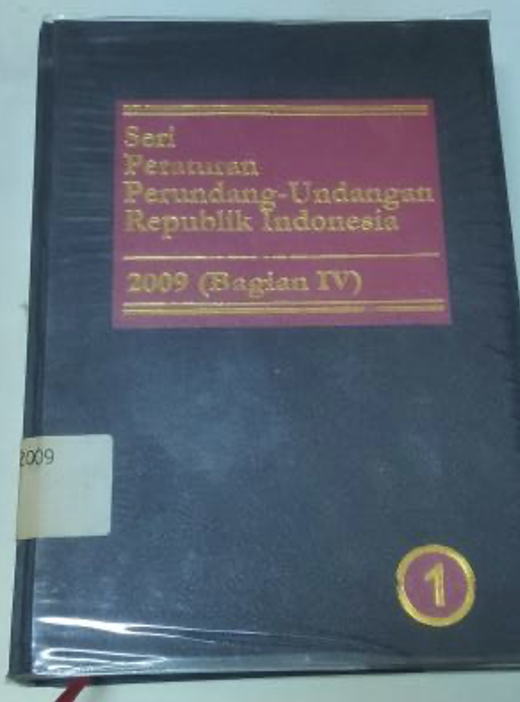 Seri
Peraturan
Perundang-Undangan
Republik Indonesia
2009 (Bagian IV)
2009
1